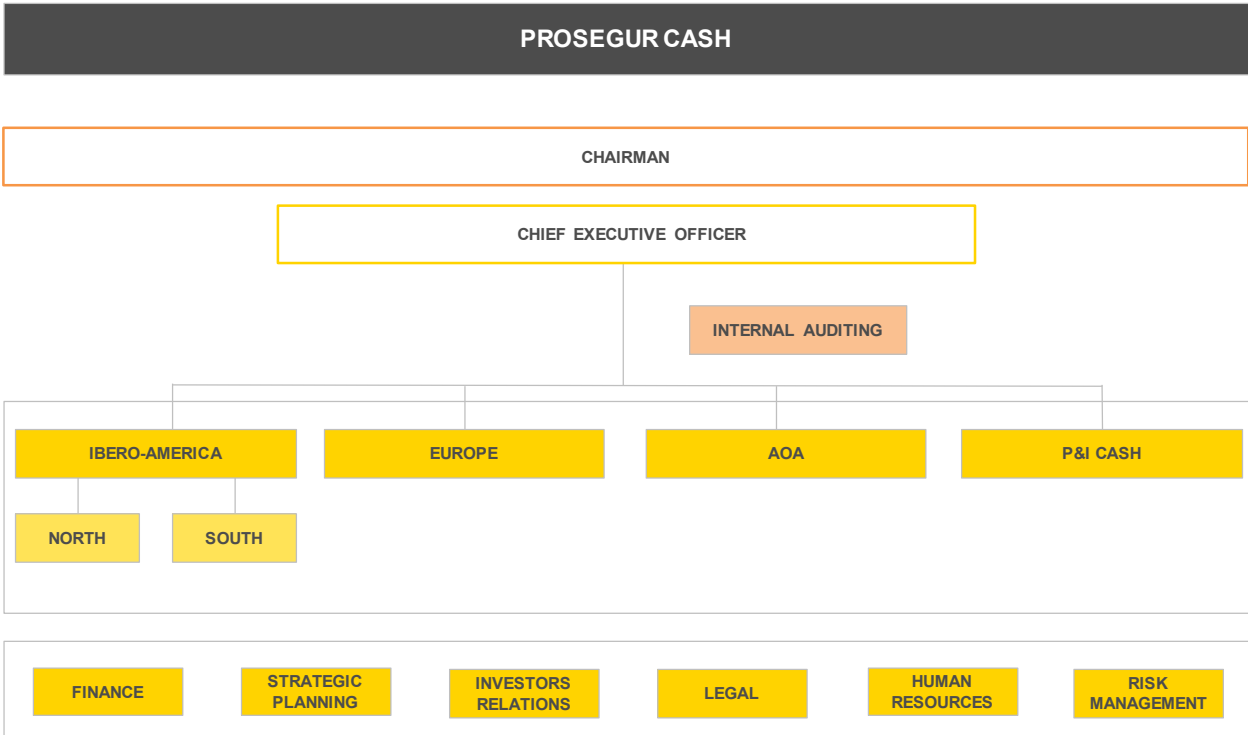 PROSEGUR CASH
CHAIRMAN
CHIEF EXECUTIVE OFFICER
INTERNAL AUDITING
IBERO-AMERICA
EUROPE
AOA
P&I CASH
NORTH
SOUTH
FINANCE
STRATEGIC
PLANNING
INVESTORS
RELATIONS
LEGAL
HUMAN
RESOURCES
RISK
MANAGEMENT